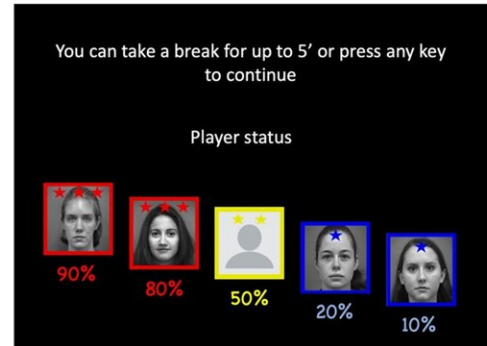 You can take a break for up to 5’ or press any key
to continue
Player status
90%
80%
50%
20%
10%